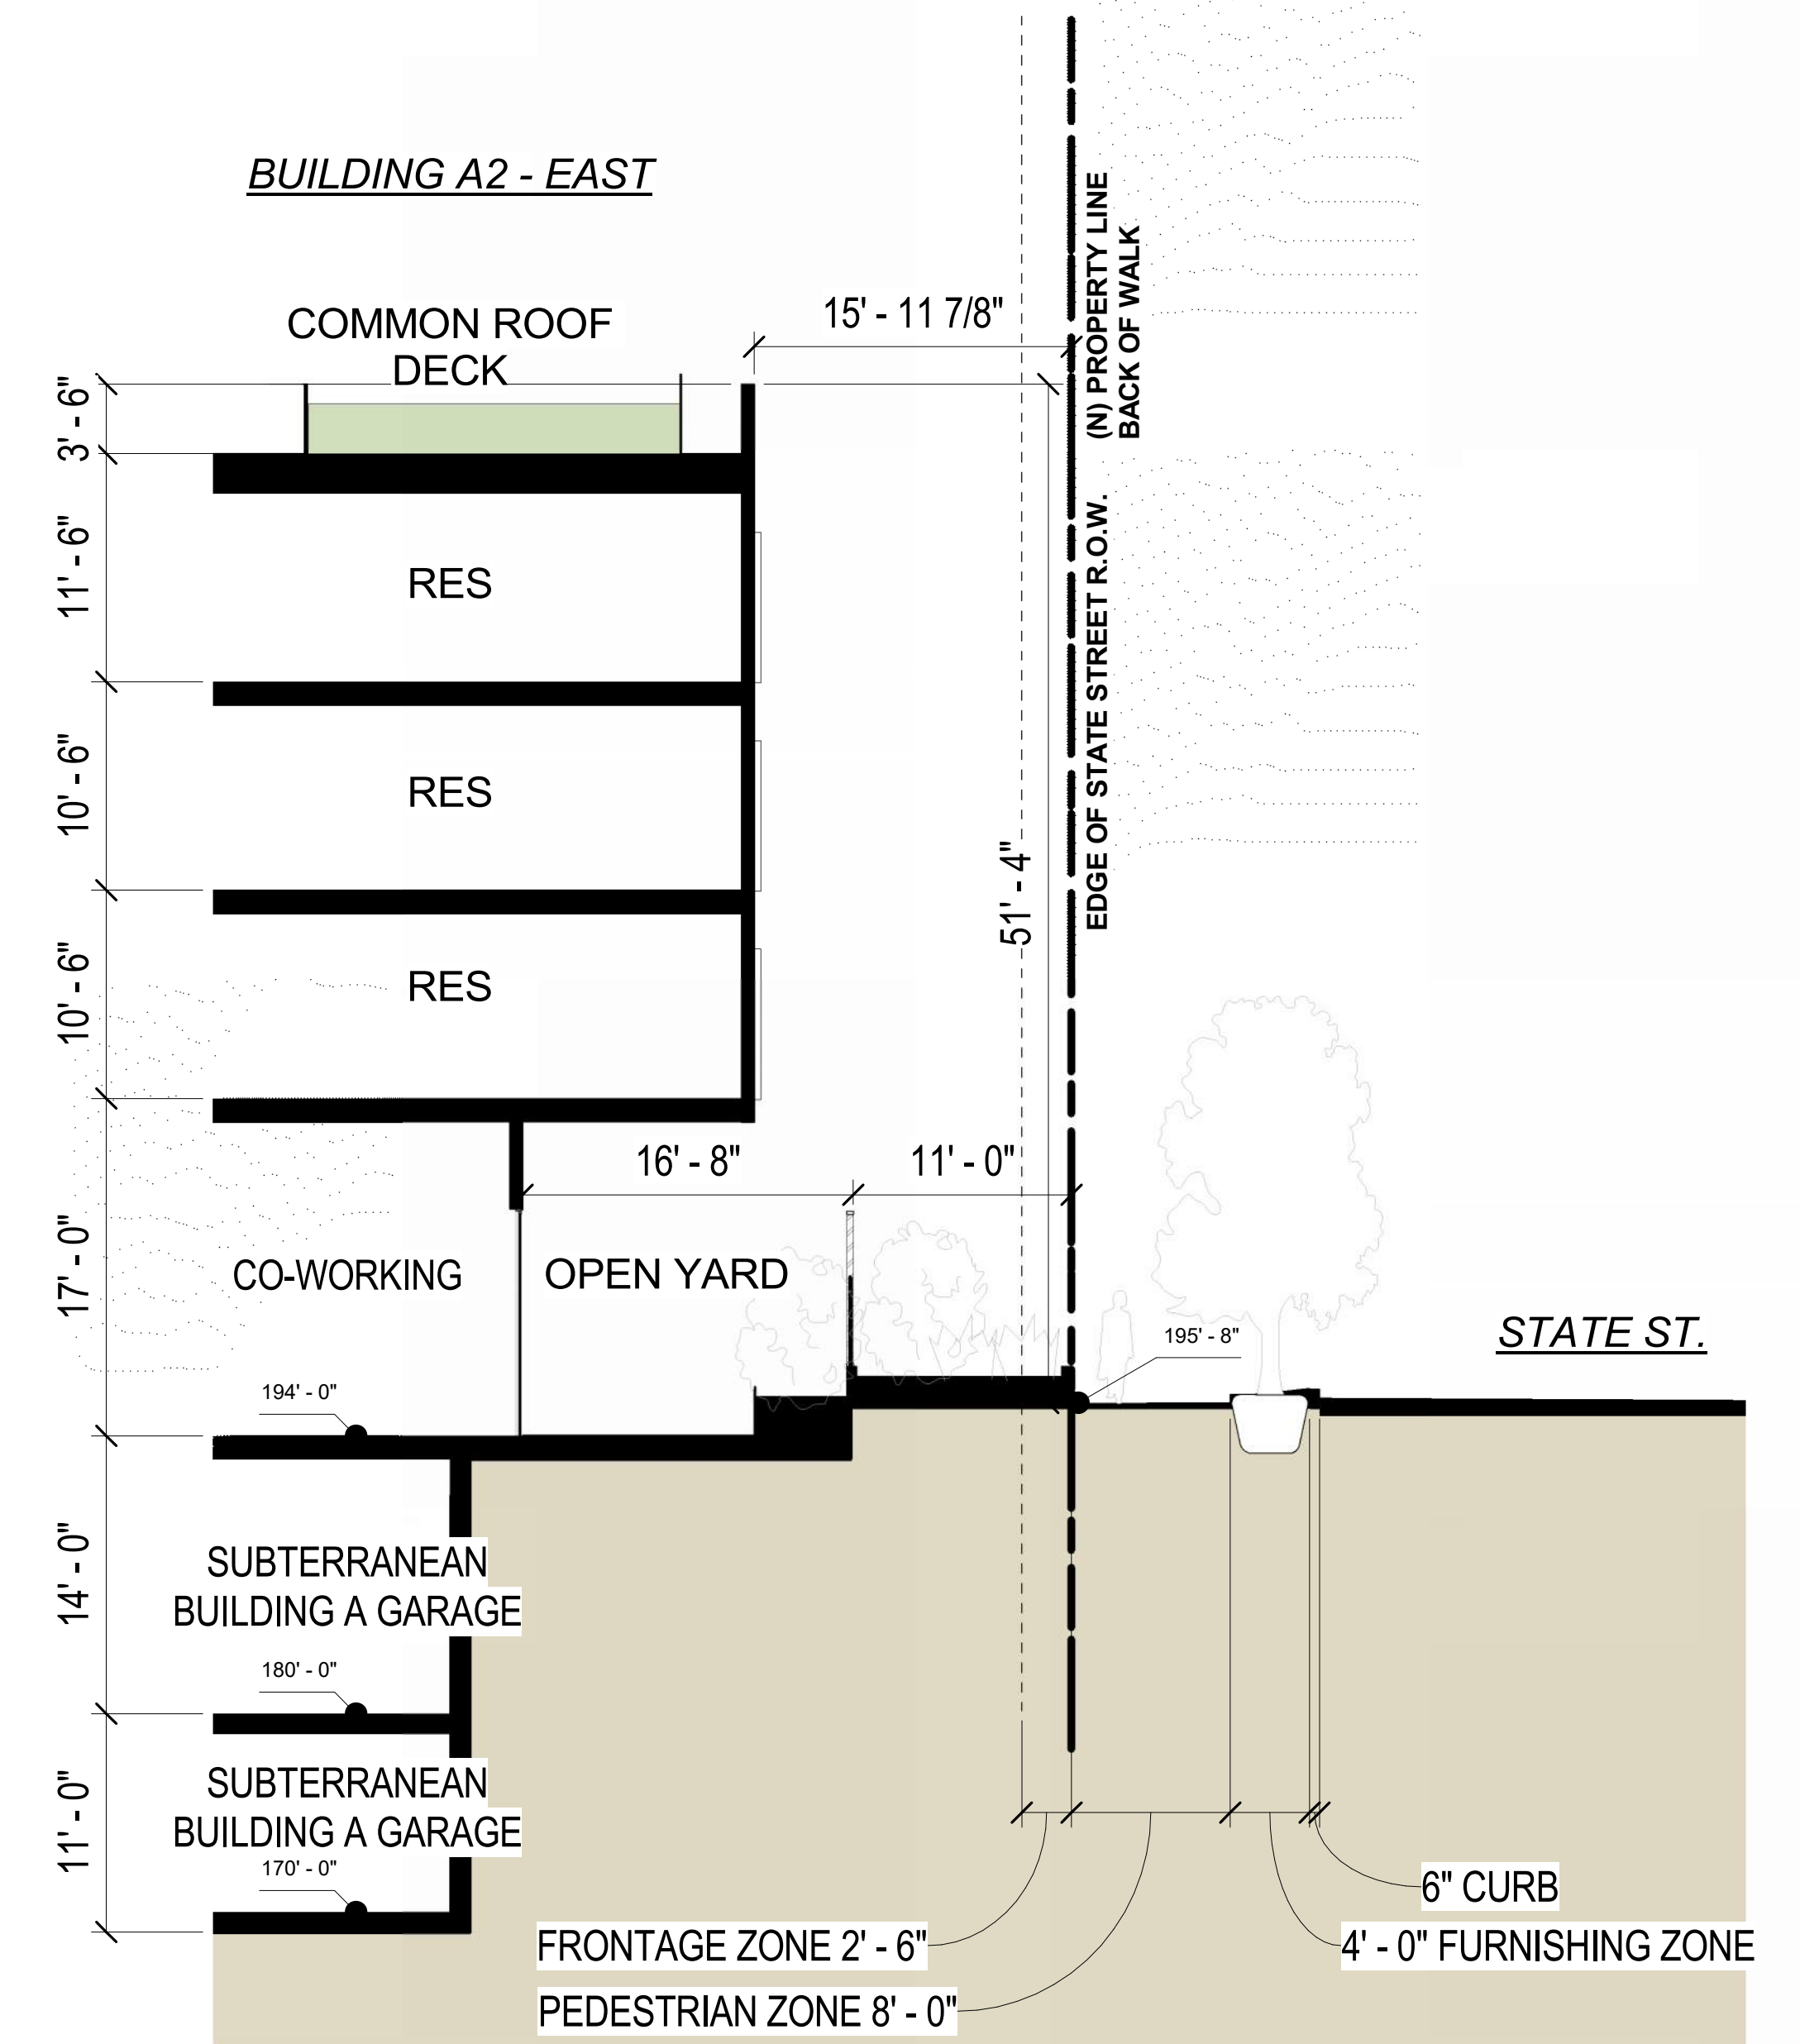 BUILDING A2 - EAST
COMMON ROOF
DECK
15' - 11 7/8"
(N) PROPERTY LINE
BACK OF WALK
EDGE OF STATE STREET R.O.W.
3' - 6"
11' - 6"
RES
10' - 6"
RES
51' - 4"
10' - 6"
RES
16' - 8"
11' - 0"
17' - 0"
CO-WORKING
OPEN YARD
195' - 8"
STATE ST.
194' - 0"
14' - 0"
SUBTERRANEAN
BUILDING A GARAGE
180' - 0"
11' - 0"
SUBTERRANEAN
BUILDING A GARAGE
170' - 0"
6" CURB
FRONTAGE ZONE 2' - 6"
4' - 0" FURNISHING ZONE
PEDESTRIAN ZONE 8' - 0"